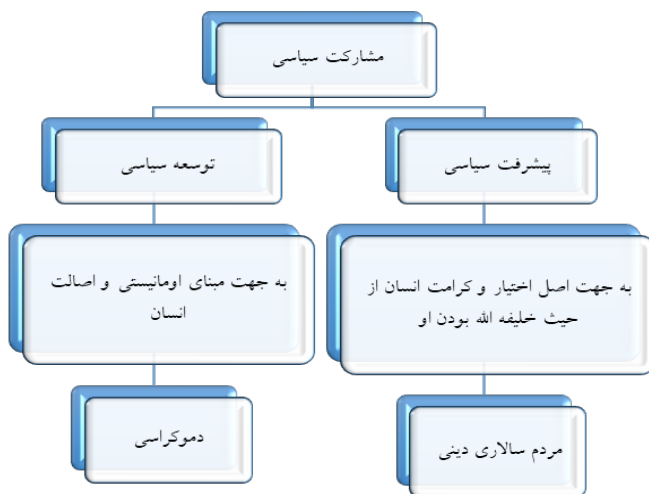 مشارکت سیاسی
پیشرفت سیاسی
توسعه سیاسی
به جهت اصل اختیار و کرامت انسان از
حیث خلیفه الله بودن او
به جهت مبنای اومانیستی و اصالت
انسان
مردم سالاری دینی
دموکراسی